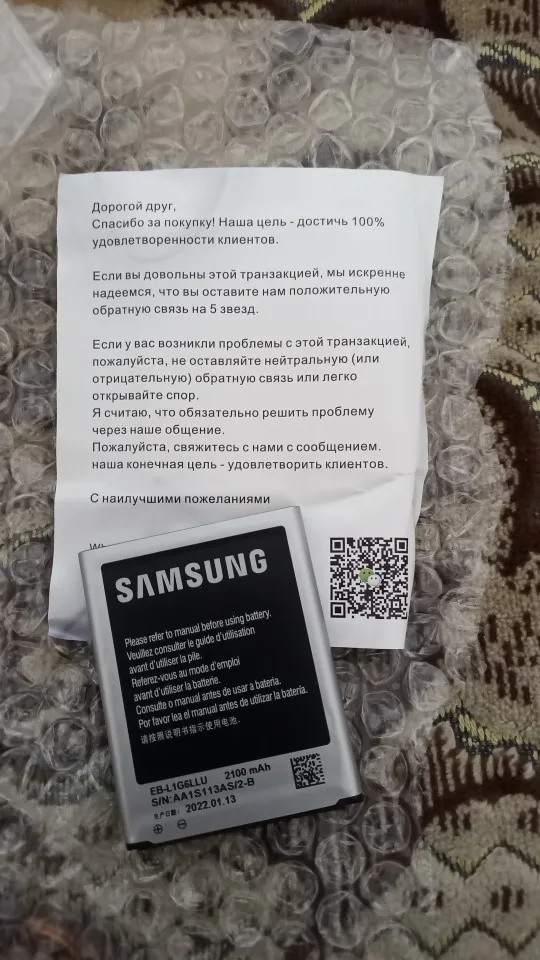 Дорогой друг,
Спасибо за покупку! Наша цель - достичь 100%
удовлетворенности клиентов.
Если вы довольны этой транзакцией, мы искренне
надеемся, что вы оставите нам положительную
обратную связь на 5 звезд.
Если у вас возникли проблемы с этой транзакцией,
пожалуйста, не оставляйте нейтральную (или
отрицательную) обратную связь или легко
открывайте спор.
Я считаю, что обязательно решить проблему
через наше общение.
Пожалуйста, свяжитесь с нами с сообщением.
наша конечная цель - удовлетворить клиентов.
С наилучшими пожеланиями
SAMSUNG
Please refer to manual before using battery.
Veuillez consulter le guide d'utilisation
avant d'utiliser la pile.
Referez-vous au mode d'emploi
avant d'utiliser la batterie.
Consulte o manual antes de usar a bateria.
Por favor lea el manual antes de utilizar la batería.
请按照说明书指示使用电池.
EB-L1G6LLU 2100 mAh
S/N:AA1S113AS/2-B
生产日期: 2022.01.13